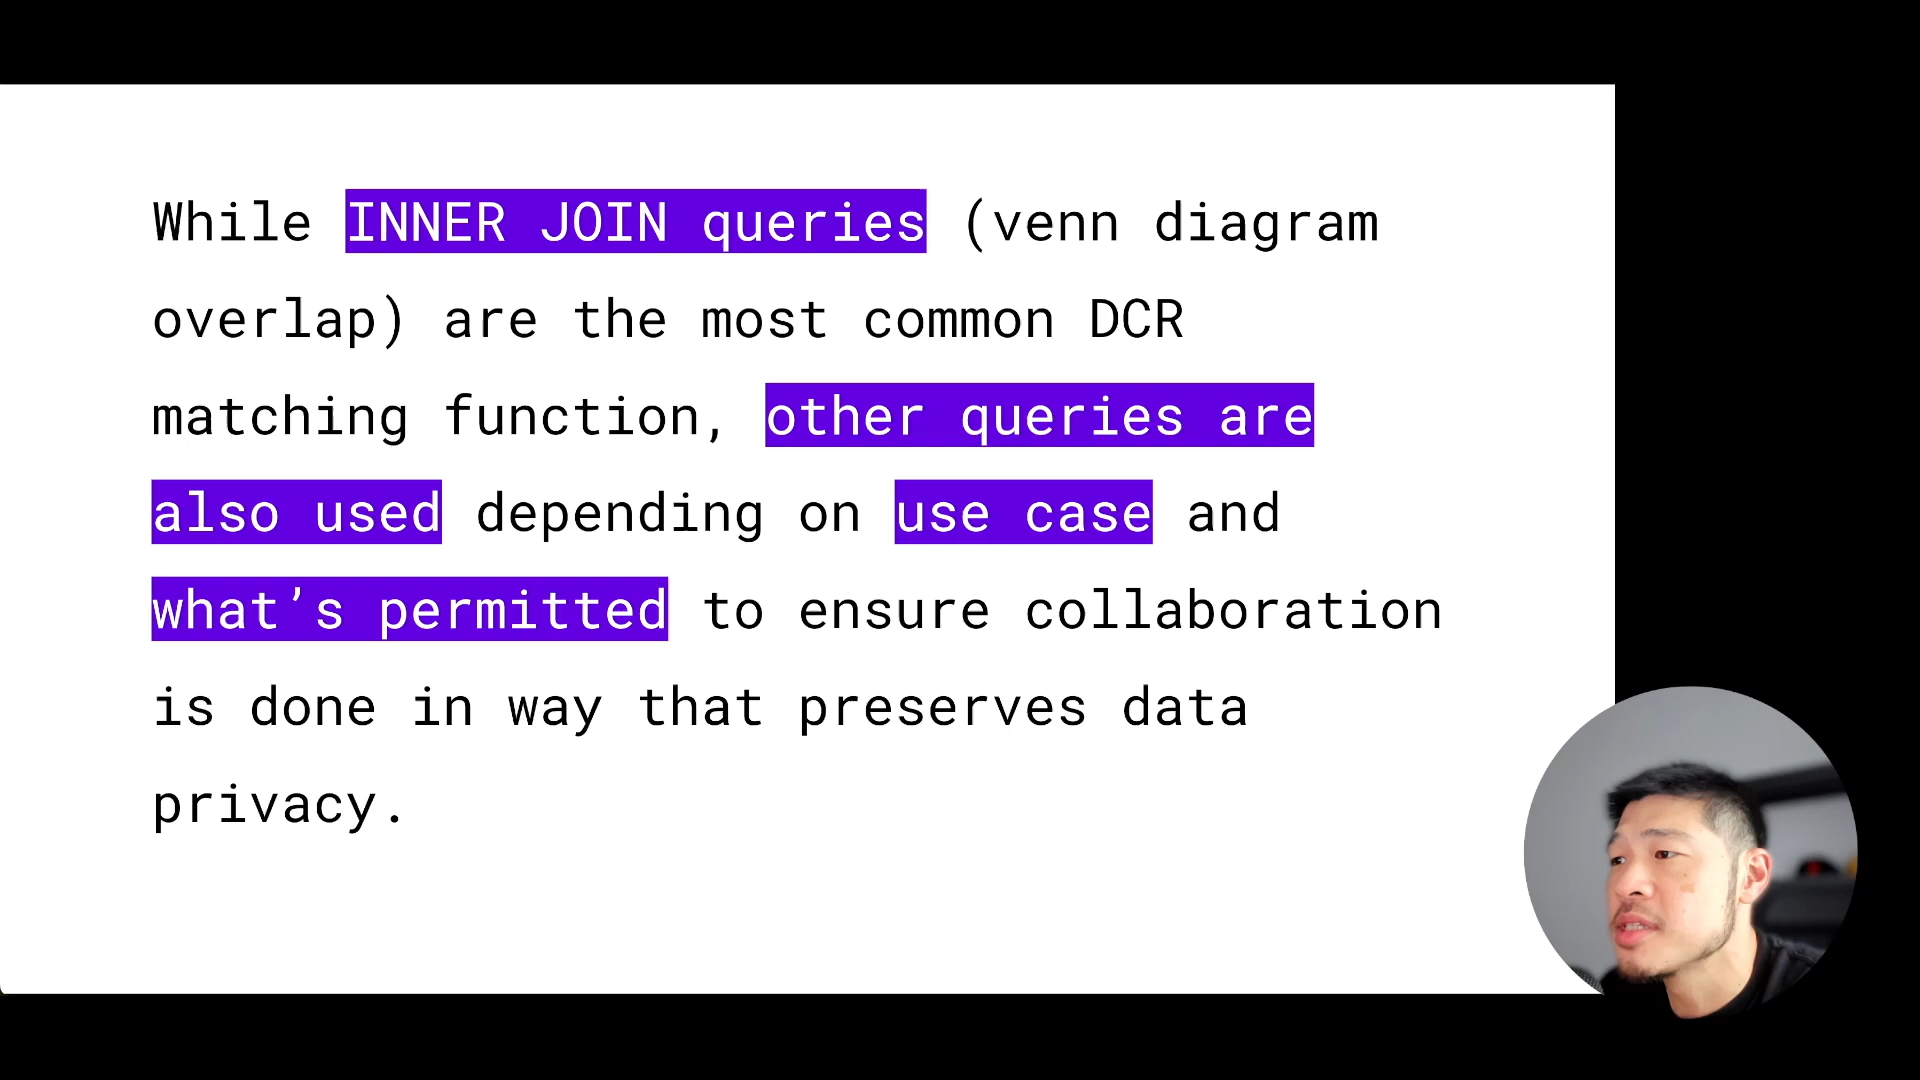 While INNER JOIN queries (venn diagram
overlap) are the most common DCR
matching function, other queries are
also used depending on use case and
what’s permitted to ensure collaboration
is done in way that preserves data
privacy.